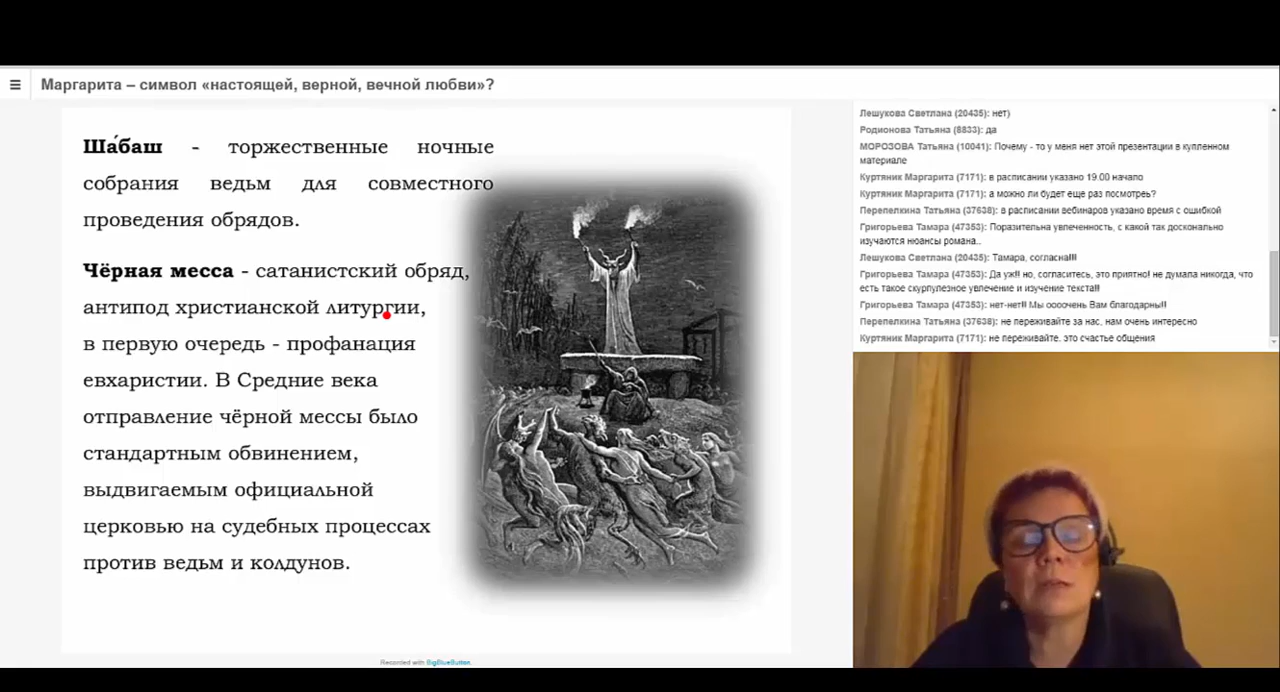 Маргарита – символ «настоящей, верной, вечной любви»?
Ша́баш - торжественные ночные
собрания ведьм для совместного
проведения обрядов.
Чёрная месса - сатанистский обряд,
антипод христианской литургии,
в первую очередь - профанация
евхаристии. В Средние века
отправление чёрной мессы было
стандартным обвинением,
выдвигаемым официальной
церковью на судебных процессах
против ведьм и колдунов.
Лешукова Светлана (20435): нет)
Родионова Татьяна (8833): да
МОРОЗОВА Татьяна (10041): Почему - то у меня нет этой презентации в купленном
материале
Куртяник Маргарита (7171): в расписании указано 19.00 начало
Куртяник Маргарита (7171): а можно ли будет еще раз посмотреь?
Перепелкина Татьяна (37638): в расписании вебинаров указано время с ошибкой
Григорьева Тамара (47353): Поразительна увлеченность, с какой так досконально
изучаются нюансы романа..
Лешукова Светлана (20435): Тамара, согласна!!!
Григорьева Тамара (47353): Да уж!! но, согласитесь, это приятно! не думала никогда, что
есть такое скурпулезное увлечение и изучение текста!!!
Григорьева Тамара (47353): нет-нет!! Мы оооочень Вам благодарны!!
Перепелкина Татьяна (37638): не переживайте за нас, нам очень интересно
Куртяник Маргарита (7171): не переживайте. это счастье общения
Recorded with BigBlueButton.